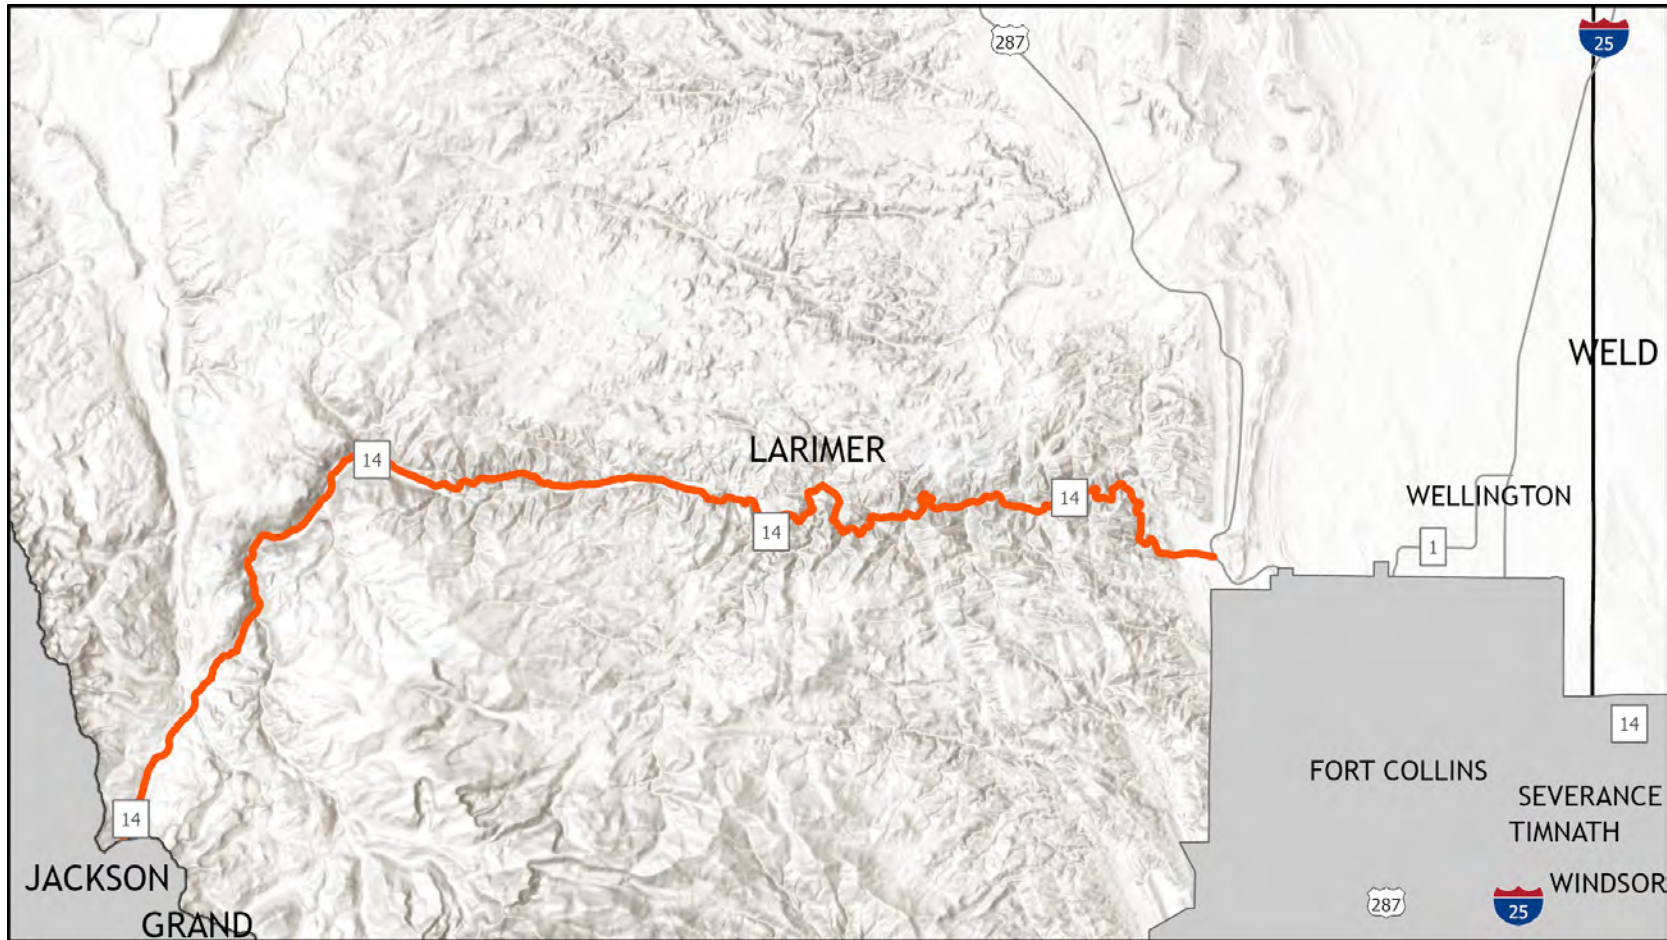 287
25
WELD
LARIMER
14
WELLINGTON
14
14
1
14
FORT COLLINS
SEVERANCE
14
TIMNATH
JACKSON
WINDSOR
287
25
GRAND